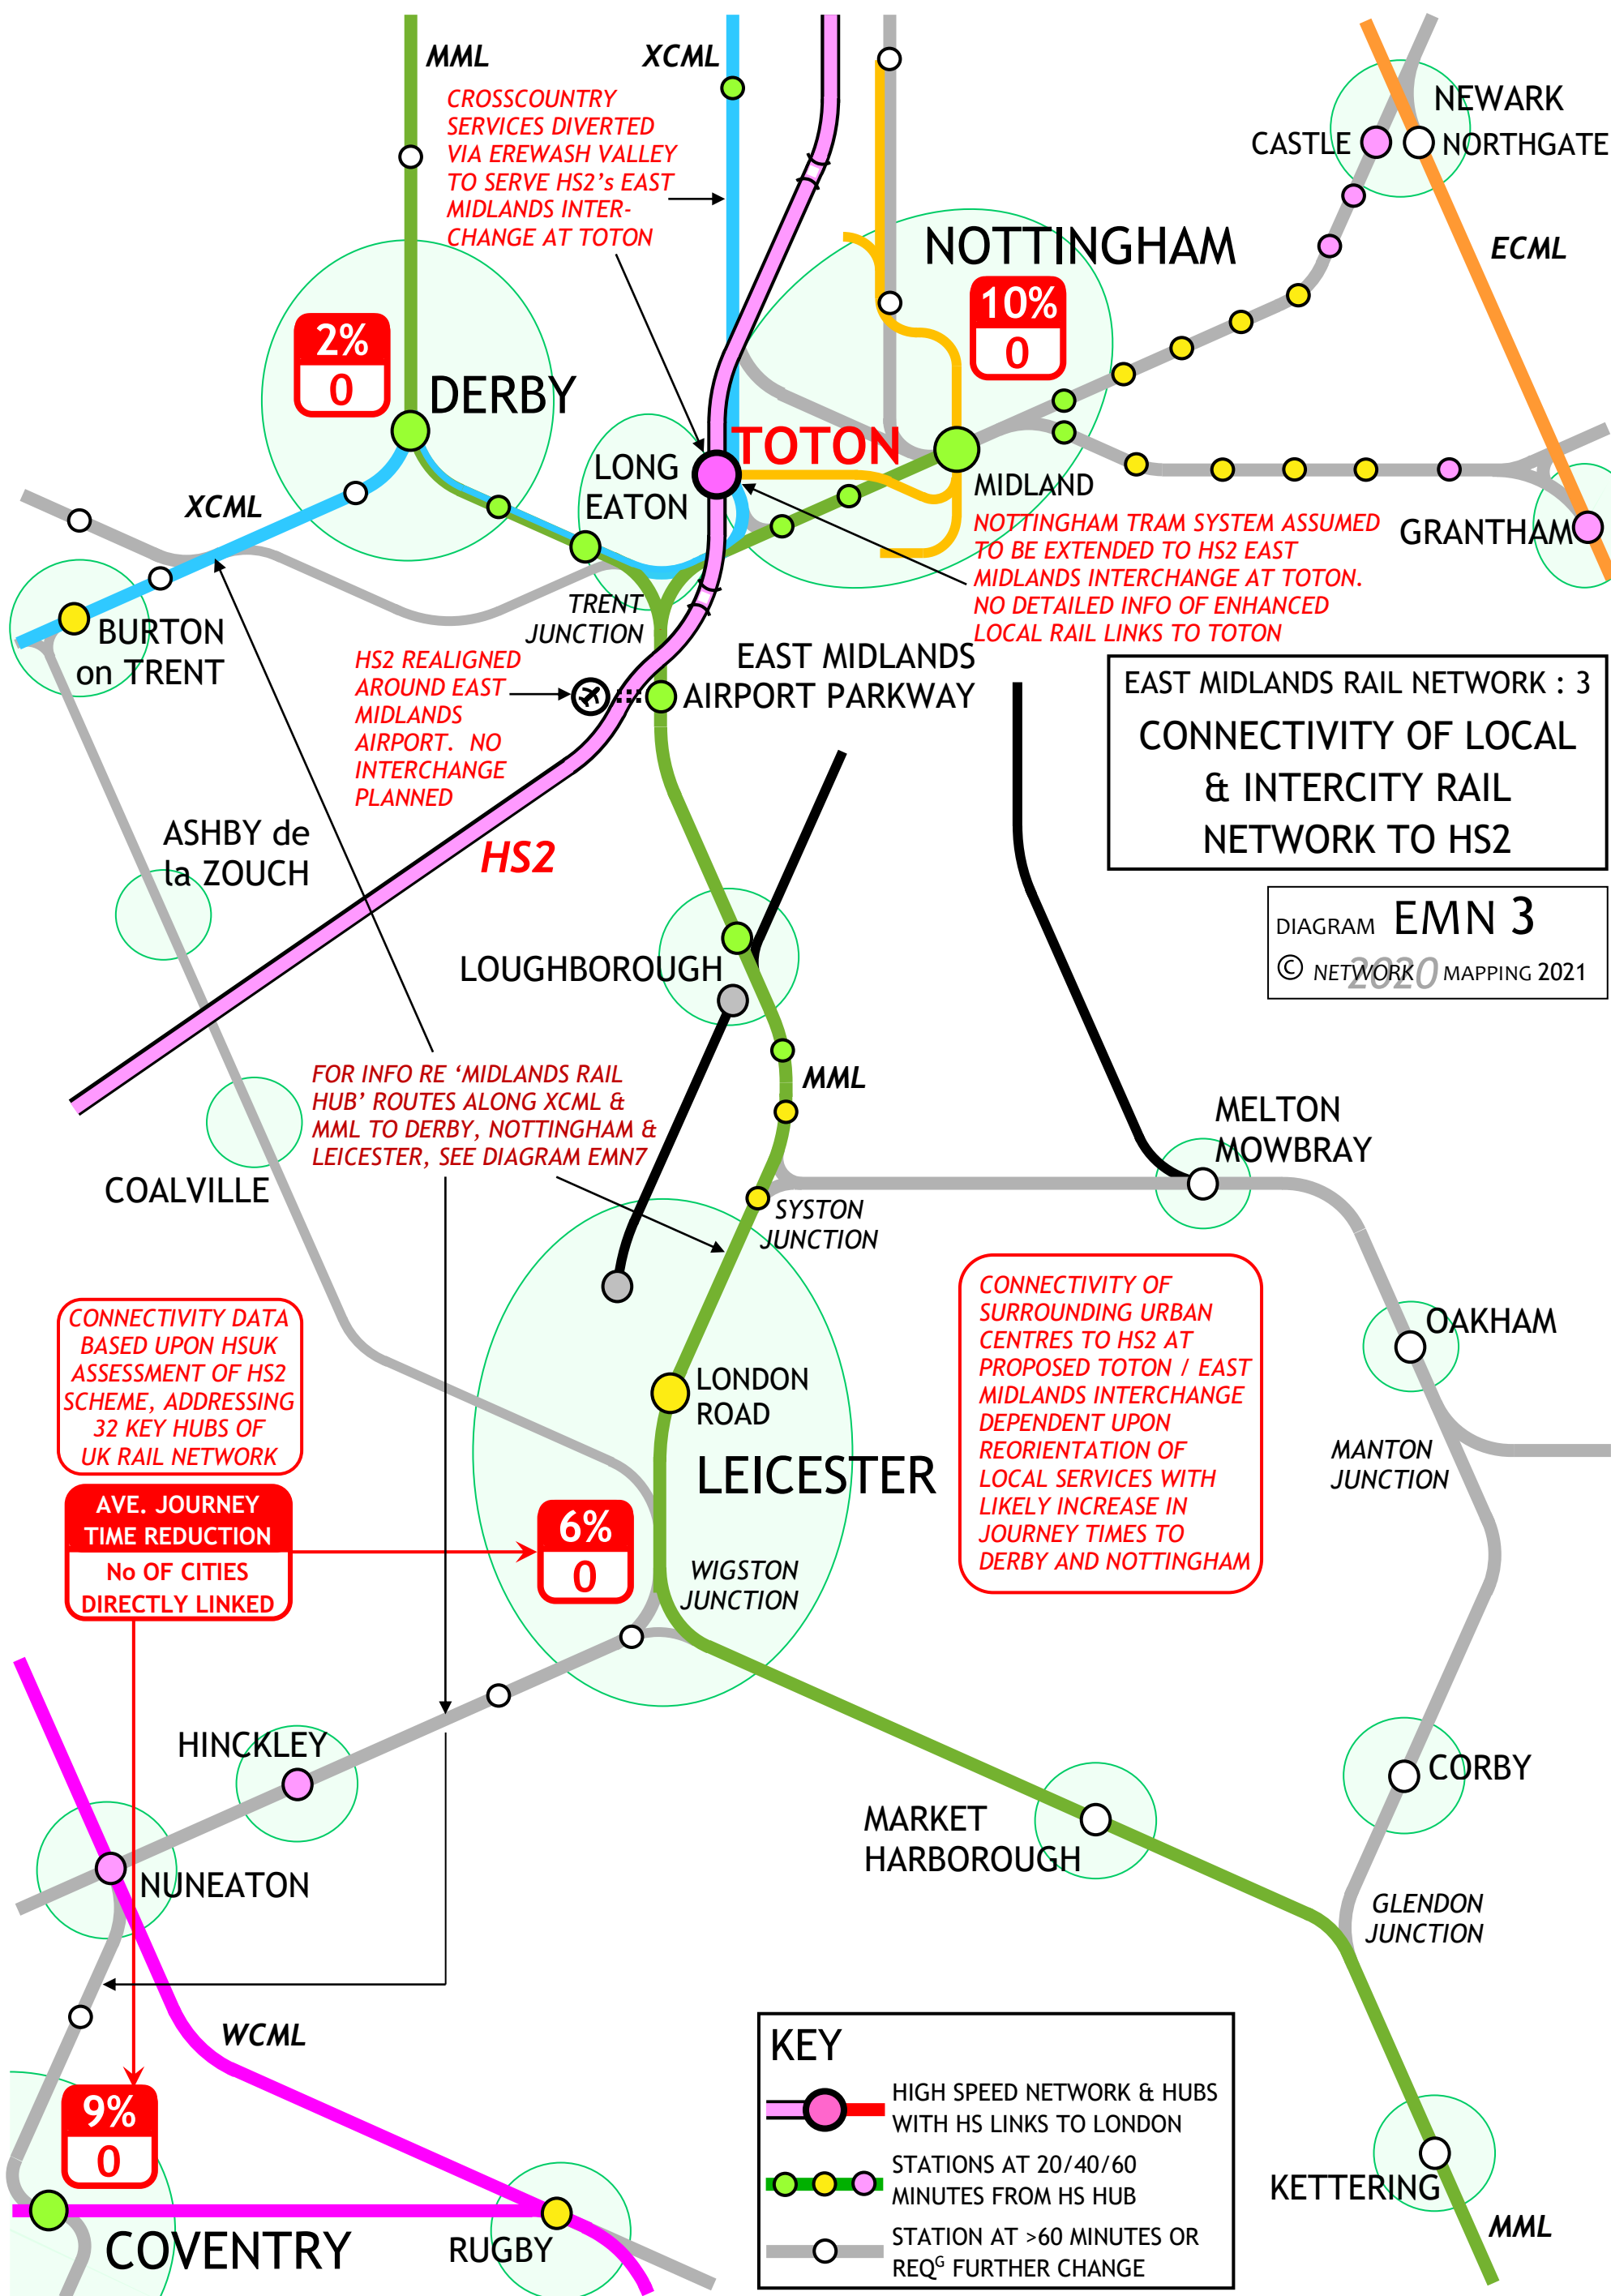 MML
XCML
CROSSCOUNTRY
SERVICES DIVERTED
VIA EREWASH VALLEY
TO SERVE HS2's EAST
MIDLANDS INTER-
CHANGE AT TOTON
NEWARK
CASTLE
NORTHGATE
ECML
NOTTINGHAM
10%
0
2%
0
DERBY
TOTON
LONG
EATON
MIDLAND
XCML
GRANTHAM
NOTTINGHAM TRAM SYSTEM ASSUMED
TO BE EXTENDED TO HS2 EAST
MIDLANDS INTERCHANGE AT TOTON.
NO DETAILED INFO OF ENHANCED
LOCAL RAIL LINKS TO TOTON
TRENT
JUNCTION
BURTON
on TRENT
HS2 REALIGNED
AROUND EAST
MIDLANDS
AIRPORT. NO
INTERCHANGE
PLANNED
EAST MIDLANDS
AIRPORT PARKWAY
EAST MIDLANDS RAIL NETWORK : 3
CONNECTIVITY OF LOCAL
& INTERCITY RAIL
NETWORK TO HS2
DIAGRAM EMN 3
© NETWORK 2020 MAPPING 2021
ASHBY de
la ZOUCH
HS2
LOUGHBOROUGH
FOR INFO RE ‘MIDLANDS RAIL
HUB’ ROUTES ALONG XCML &
MML TO DERBY, NOTTINGHAM &
LEICESTER, SEE DIAGRAM EMN7
MML
MELTON
MOWBRAY
COALVILLE
SYSTON
JUNCTION
CONNECTIVITY DATA
BASED UPON HSUK
ASSESSMENT OF HS2
SCHEME, ADDRESSING
32 KEY HUBS OF
UK RAIL NETWORK
CONNECTIVITY OF
SURROUNDING URBAN
CENTRES TO HS2 AT
PROPOSED TOTON / EAST
MIDLANDS INTERCHANGE
DEPENDENT UPON
REORIENTATION OF
LOCAL SERVICES WITH
LIKELY INCREASE IN
JOURNEY TIMES TO
DERBY AND NOTTINGHAM
OAKHAM
LONDON
ROAD
LEICESTER
MANTON
JUNCTION
AVE. JOURNEY
TIME REDUCTION
No OF CITIES
DIRECTLY LINKED
6%
0
WIGSTON
JUNCTION
HINCKLEY
NUNEATON
CORBY
MARKET
HARBOROUGH
GLENDON
JUNCTION
WCML
9%
0
COVENTRY
RUGBY
KETTERING
MML
KEY
HIGH SPEED NETWORK & HUBS
WITH HS LINKS TO LONDON
STATIONS AT 20/40/60
MINUTES FROM HS HUB
STATION AT >60 MINUTES OR
REQᴳ FURTHER CHANGE